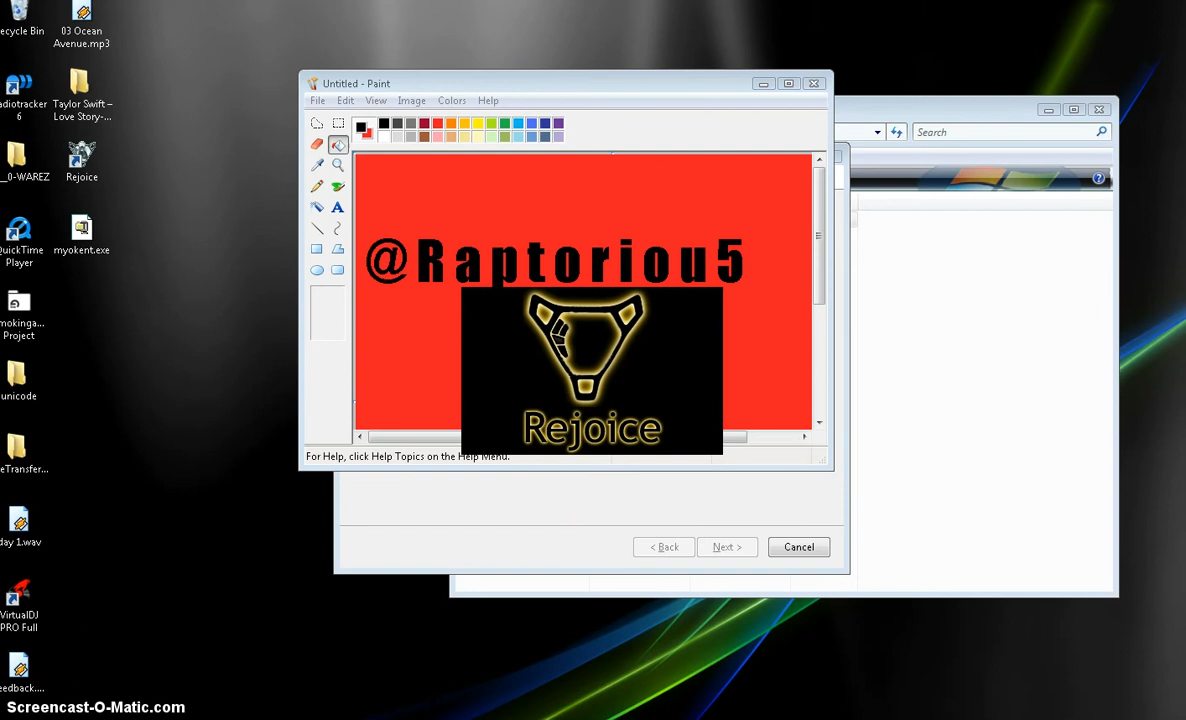 ecycle Bin
03 Ocean
Avenue.mp3
adiotracker
6
Taylor Swift –
Love Story-...
__0-WAREZ
Rejoice
QuickTime
Player
myokent.exe
mokinga...
Project
unicode
eTransfer...
day 1.wav
VirtualDJ
PRO Full
eedback....
Untitled - Paint
File Edit View Image Colors Help
@Raptoriou5
Rejoice
For Help, click Help Topics on the Help Menu.
Search
< Back Next > Cancel
Screencast-O-Matic.com